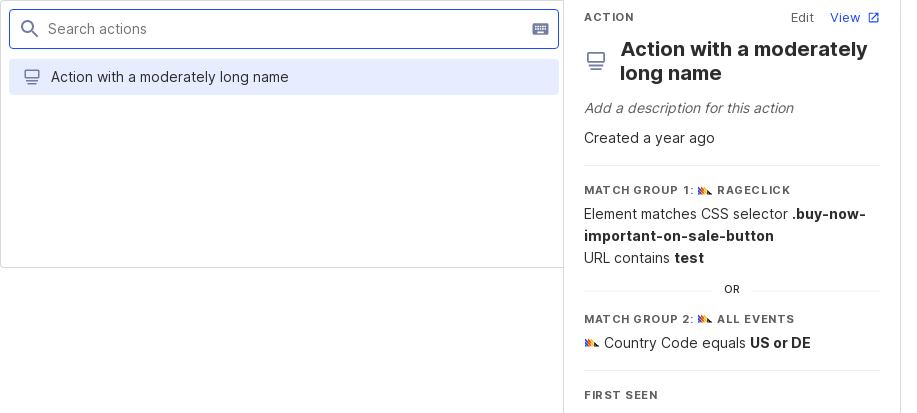 Search actions
Action with a moderately long name
ACTION
Edit
View
Action with a moderately
long name
Add a description for this action
Created a year ago
MATCH GROUP 1: RAGECLICK
Element matches CSS selector .buy-now-
important-on-sale-button
URL contains test
OR
MATCH GROUP 2: ALL EVENTS
Country Code equals US or DE
FIRST SEEN